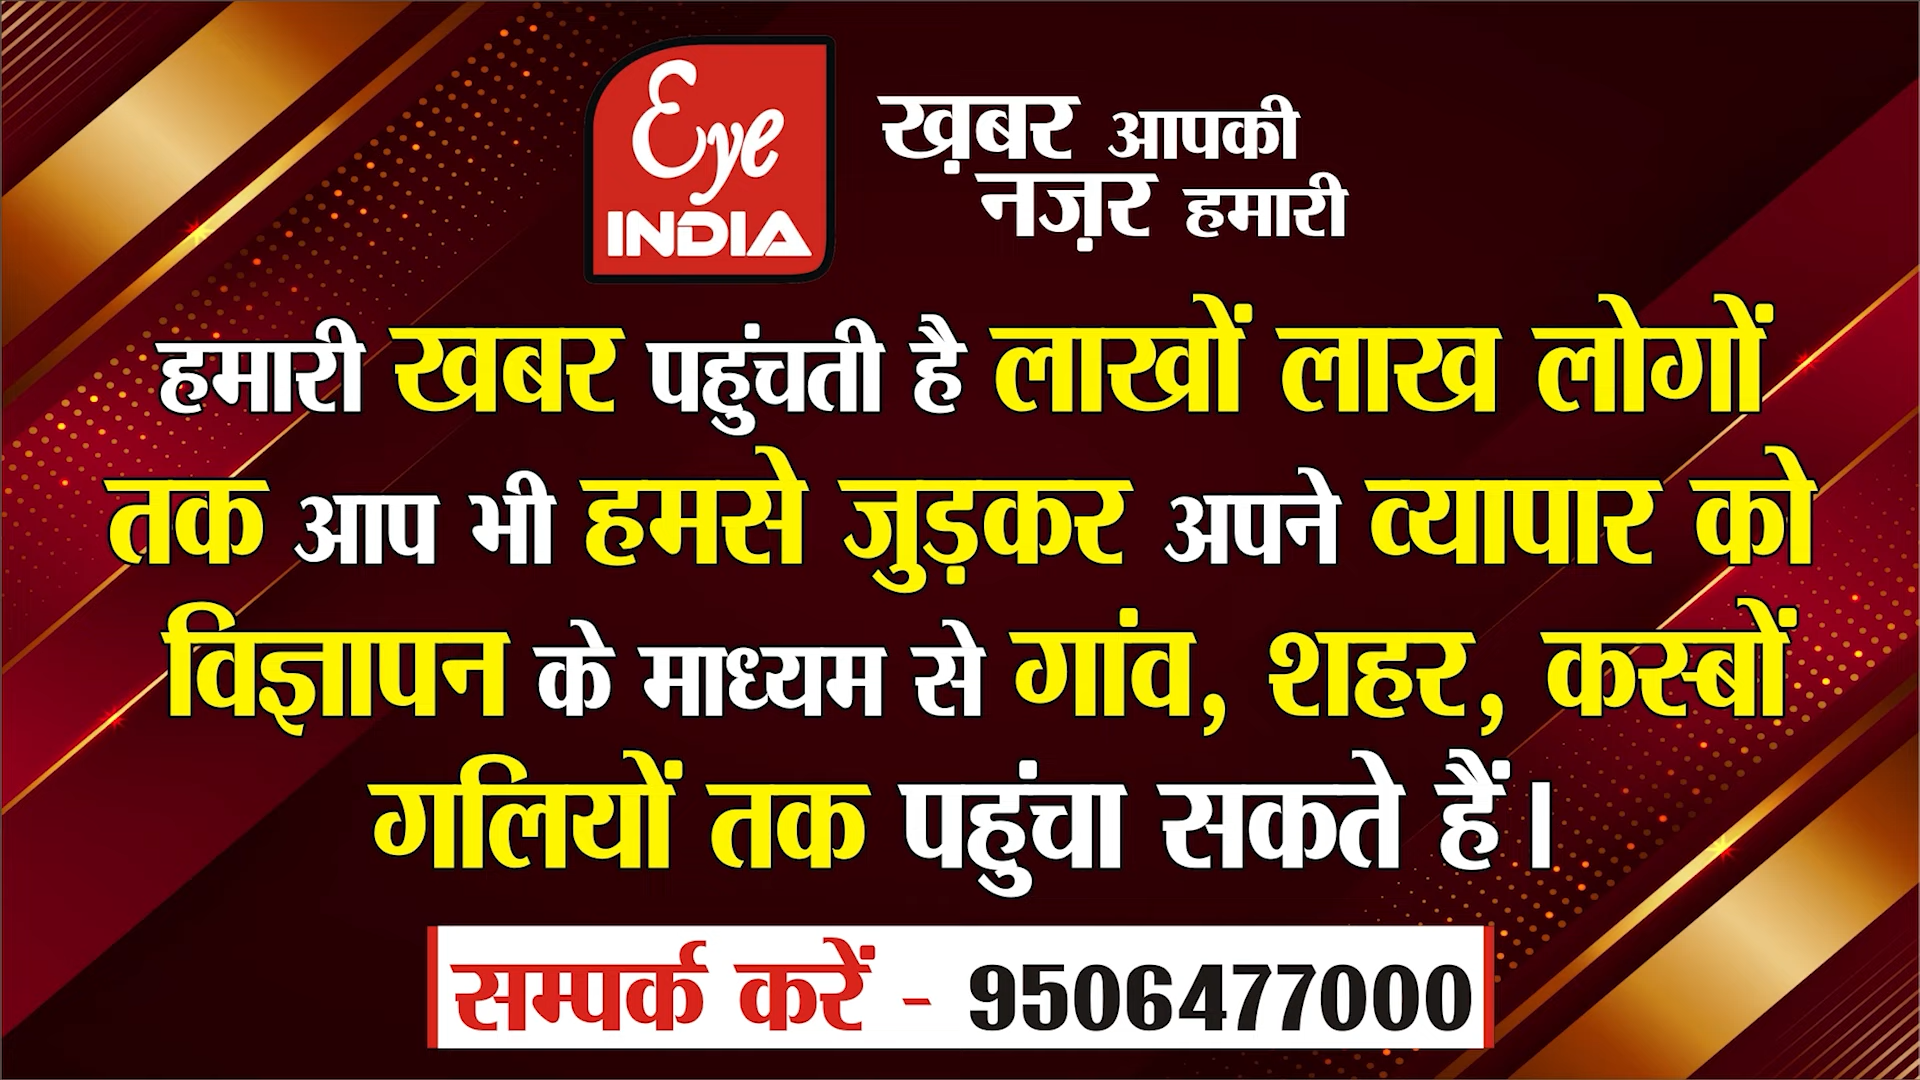 Eye
INDIA
ख़बर आपकी
नज़र हमारी
हमारी खबर पहुंचती है लाखों लाख लोगों
तक आप भी हमसे जुड़कर अपने व्यापार को
विज्ञापन के माध्यम से गांव, शहर, कस्बों
गलियों तक पहुंचा सकते हैं।
सम्पर्क करें - 9506477000